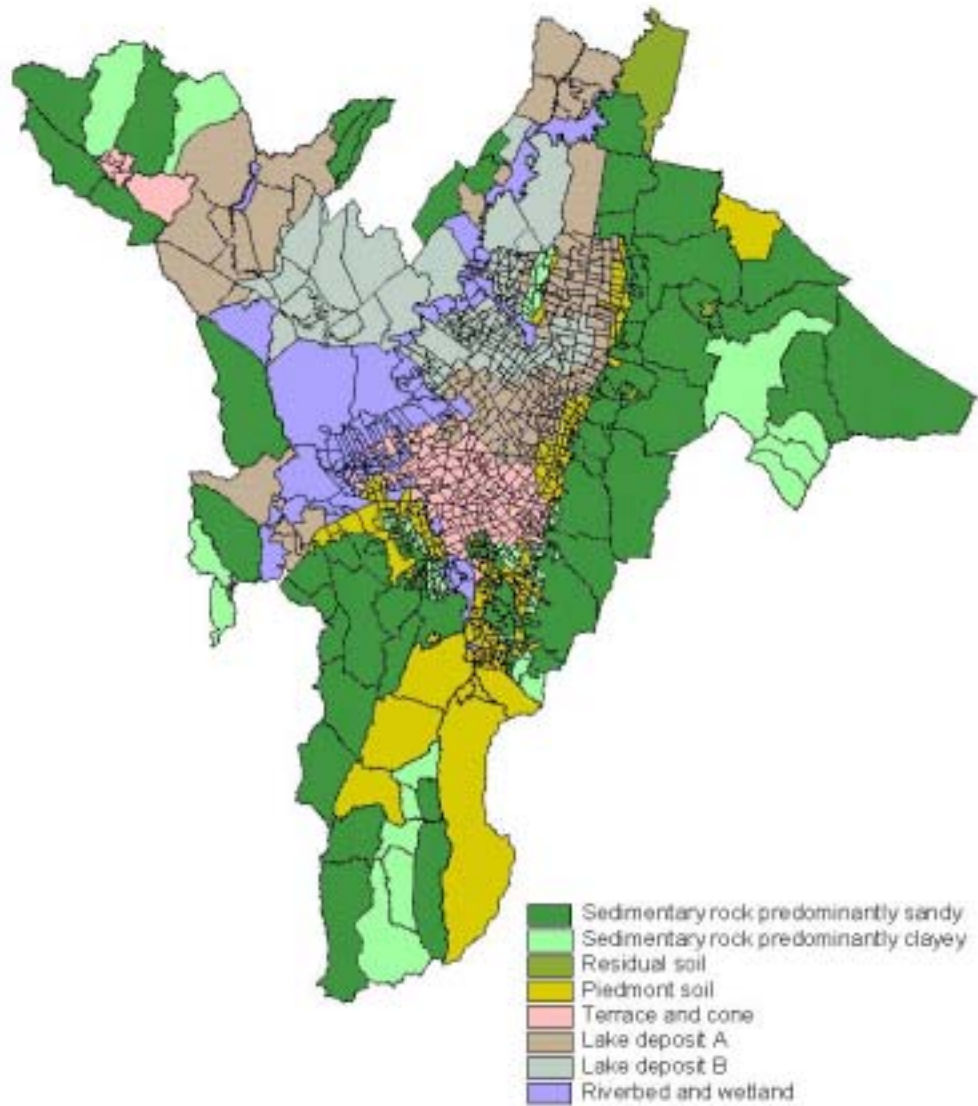 Sedimentary rock predominantly sandy
Sedimentary rock predominantly clayey
Residual soil
Piedmont soil
Terrace and cone
Lake deposit A
Lake deposit B
Riverbed and wetland